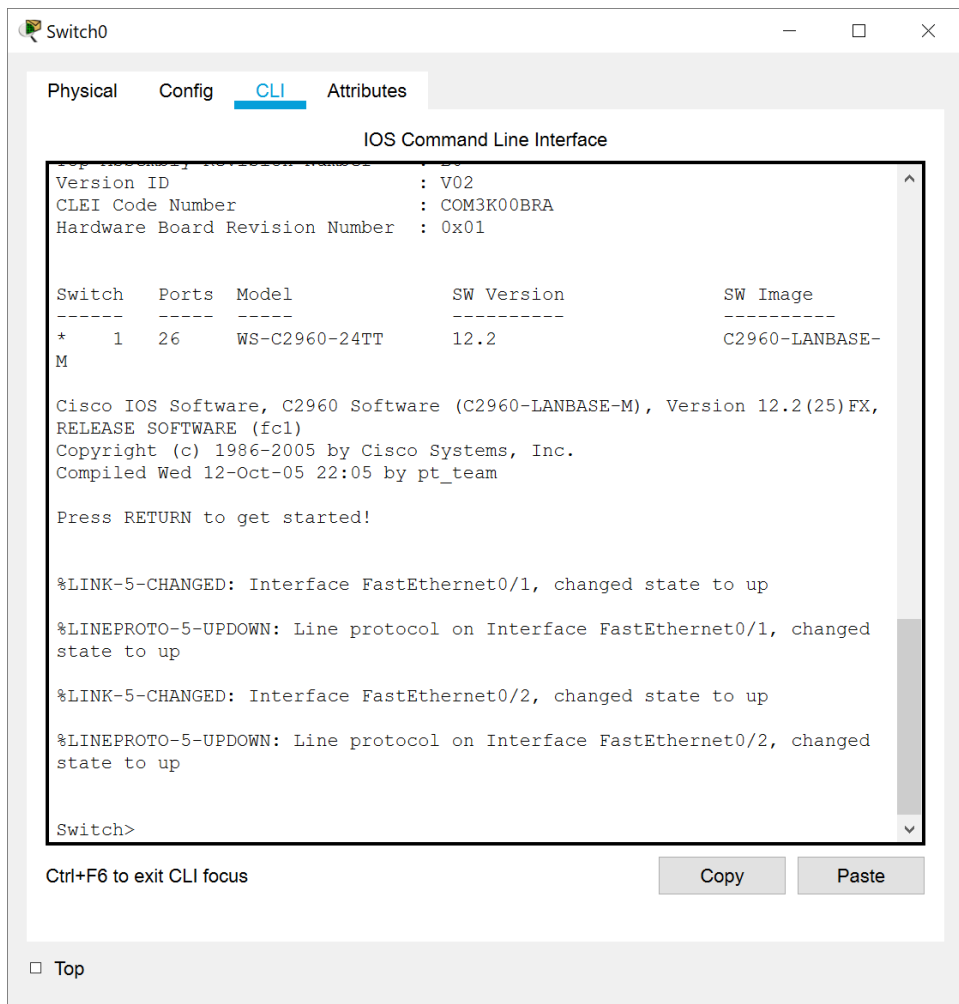 Switch0
Physical Config CLI Attributes
IOS Command Line Interface
Version ID                      : V02
CLEI Code Number                : COM3K00BRA
Hardware Board Revision Number  : 0x01
Switch   Ports  Model              SW Version              SW Image
------   -----  -----              ----------              ----------
*    1   26     WS-C2960-24TT      12.2                    C2960-LANBASE-
M
Cisco IOS Software, C2960 Software (C2960-LANBASE-M), Version 12.2(25)FX,
RELEASE SOFTWARE (fc1)
Copyright (c) 1986-2005 by Cisco Systems, Inc.
Compiled Wed 12-Oct-05 22:05 by pt_team
Press RETURN to get started!
%LINK-5-CHANGED: Interface FastEthernet0/1, changed state to up
%LINEPROTO-5-UPDOWN: Line protocol on Interface FastEthernet0/1, changed
state to up
%LINK-5-CHANGED: Interface FastEthernet0/2, changed state to up
%LINEPROTO-5-UPDOWN: Line protocol on Interface FastEthernet0/2, changed
state to up
Switch>
Ctrl+F6 to exit CLI focus
Copy Paste
Top